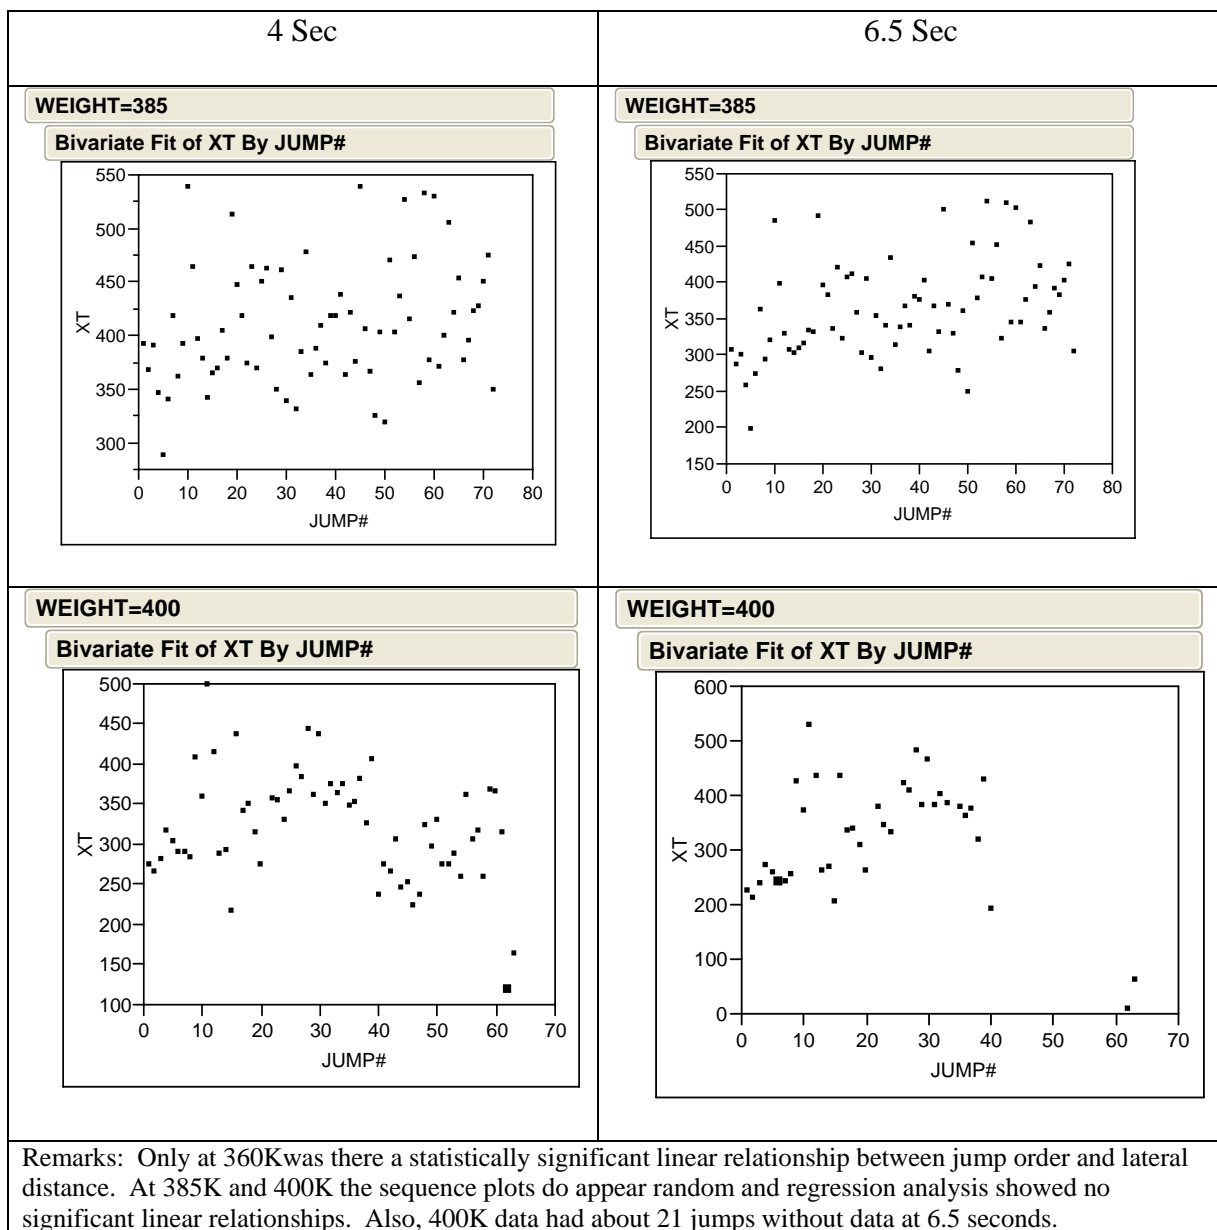 4 Sec
6.5 Sec
WEIGHT=385
Bivariate Fit of XT By JUMP#
550
500
450
400
350
300
XT
0 10 20 30 40 50 60 70 80
JUMP#
WEIGHT=385
Bivariate Fit of XT By JUMP#
550
500
450
400
350
300
250
200
150
XT
0 10 20 30 40 50 60 70 80
JUMP#
WEIGHT=400
Bivariate Fit of XT By JUMP#
500
450
400
350
300
250
200
150
100
XT
0 10 20 30 40 50 60 70
JUMP#
WEIGHT=400
Bivariate Fit of XT By JUMP#
600
500
400
300
200
100
0
XT
0 10 20 30 40 50 60 70
JUMP#
Remarks: Only at 360Kwas there a statistically significant linear relationship between jump order and lateral
distance. At 385K and 400K the sequence plots do appear random and regression analysis showed no
significant linear relationships. Also, 400K data had about 21 jumps without data at 6.5 seconds.